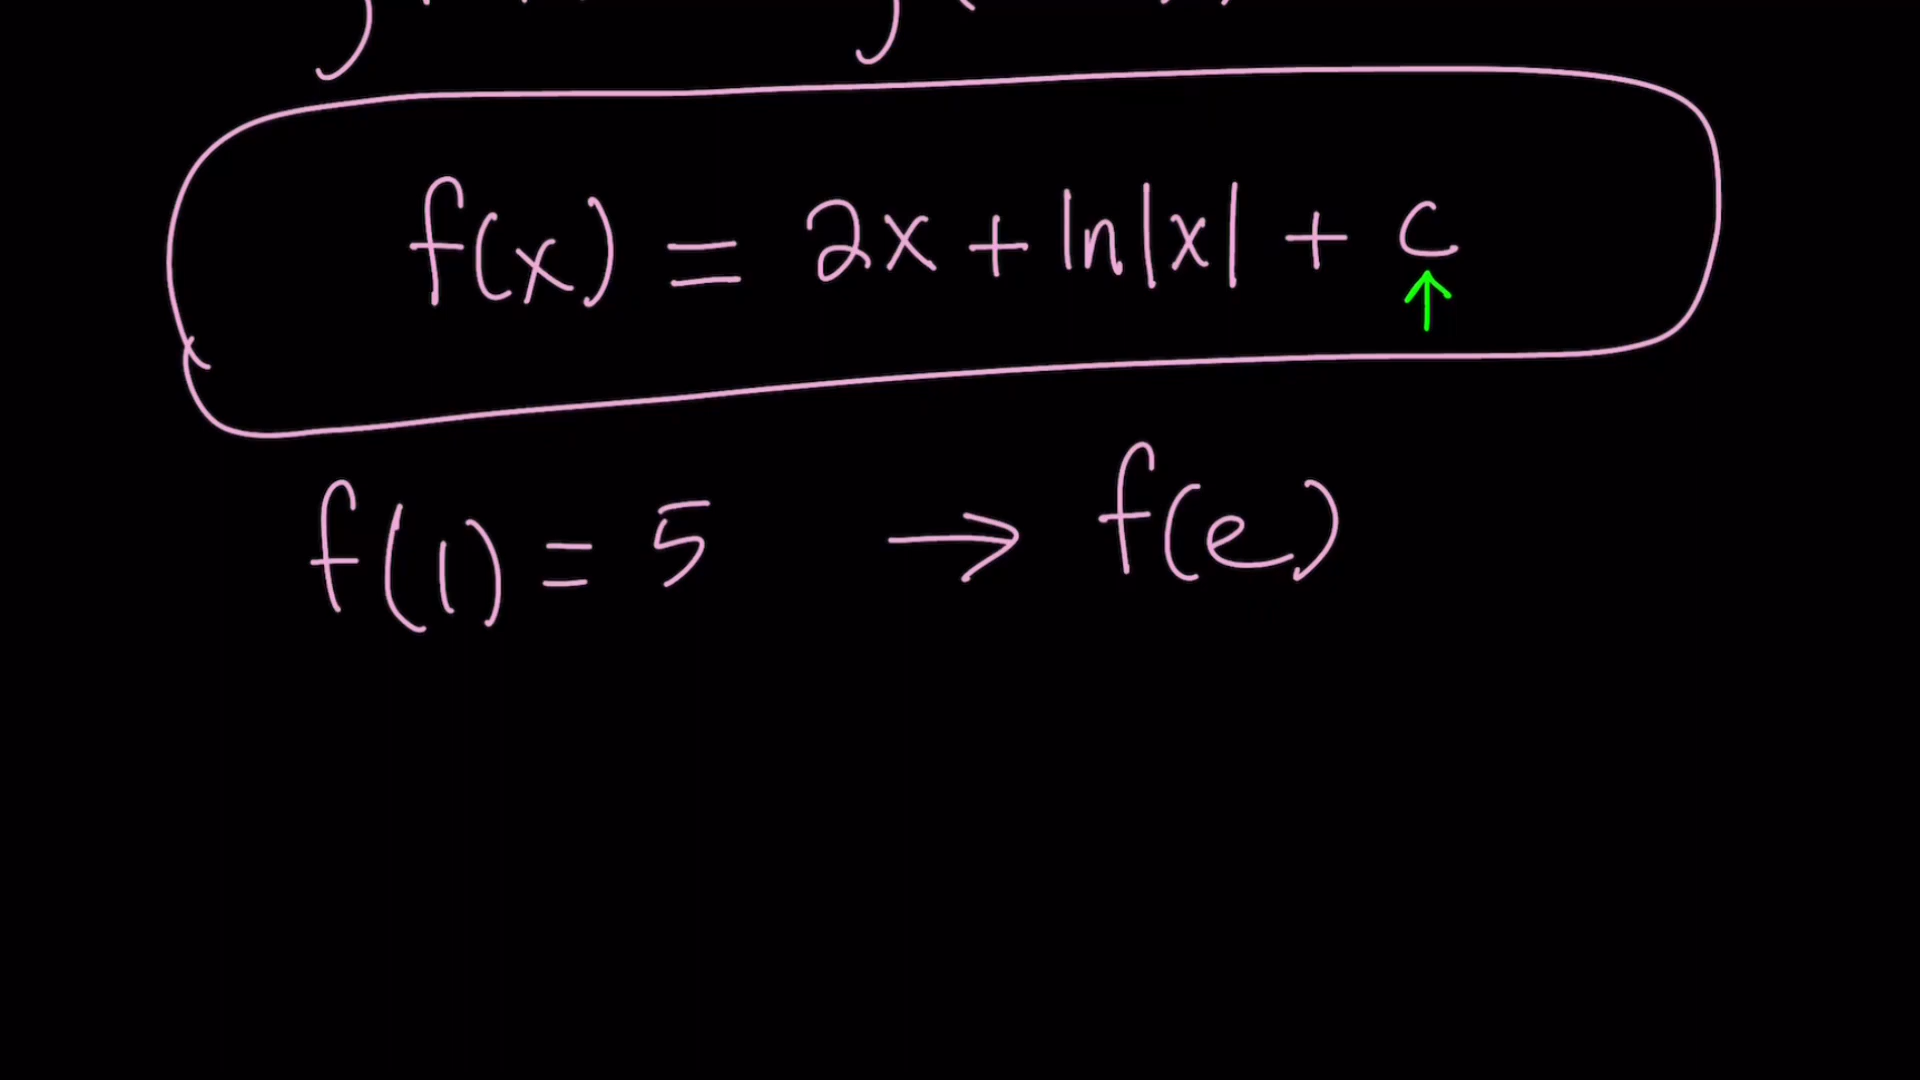 f(x) = 2x + ln|x| + c
↑
f(1) = 5 → f(e)